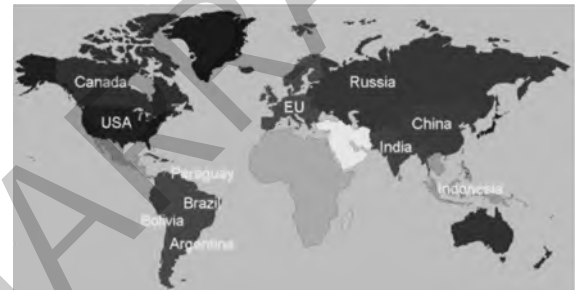 Canada
Russia
EU
USA
China
India
Paraguay
Indonesia
Brazil
Bolivia
Argentina